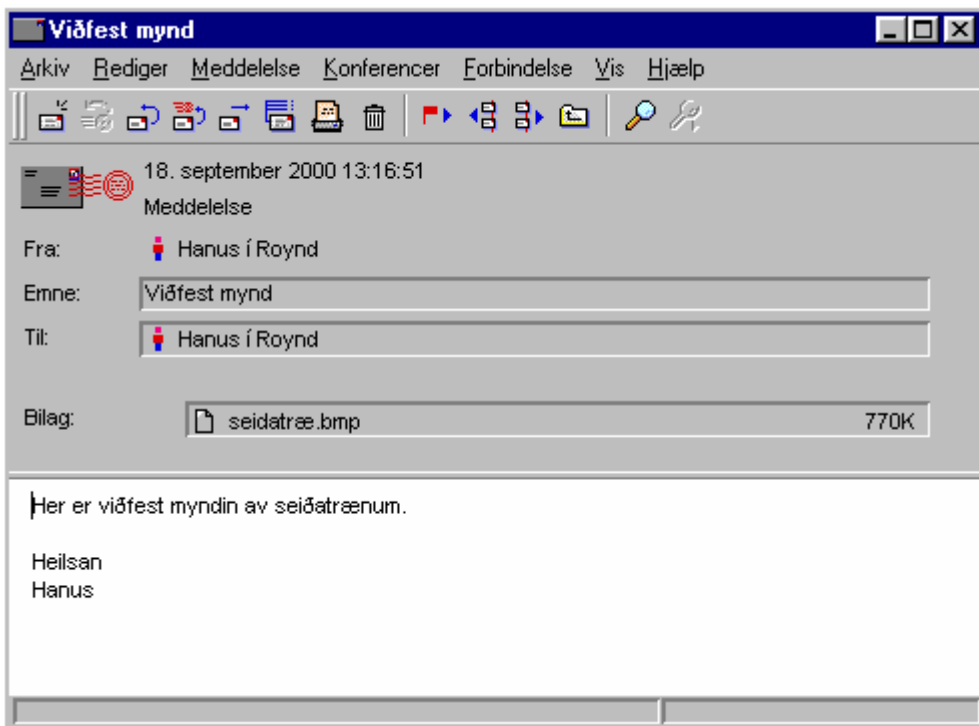 Viðfest mynd
Arkiv Rediger Meddelelse Konferencer Forbindelse Vis Hjælp
18. september 2000 13:16:51
Meddelelse
Fra: Hanus í Roynd
Emne: Viðfest mynd
Til: Hanus í Roynd
Bilag: seidatræ.bmp 770K
Her er viðfest myndin av seiðatrænum.
Heilsan
Hanus